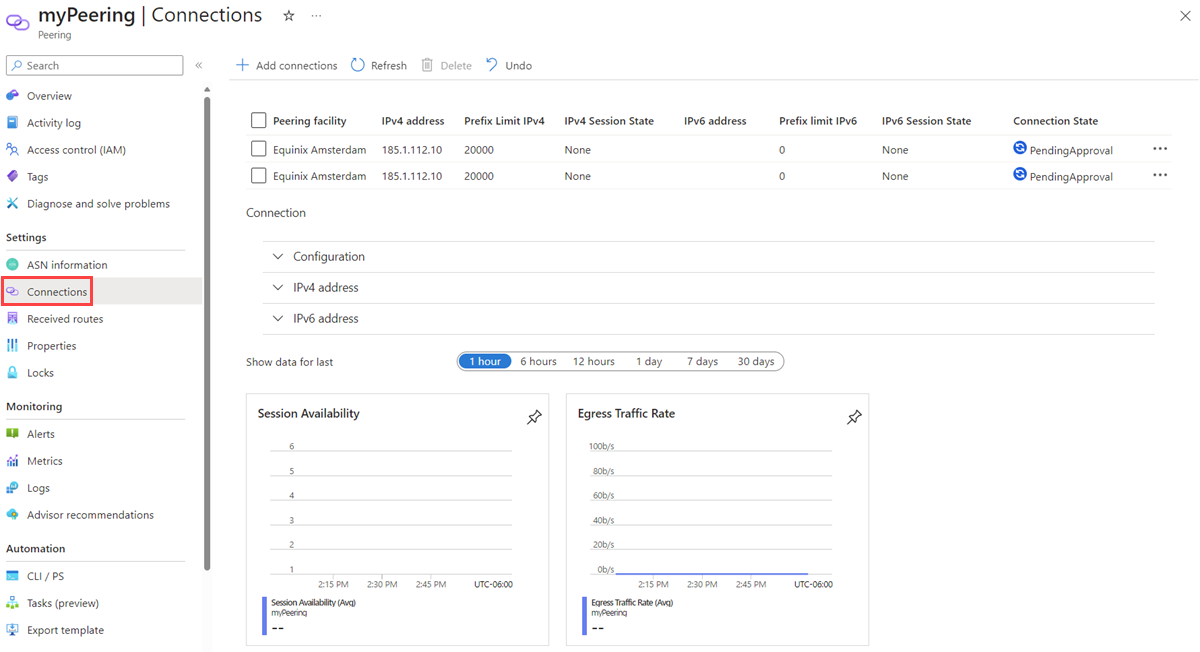 myPeering | Connections
Peering
Search
«
Overview
Activity log
Access control (IAM)
Tags
Diagnose and solve problems
Settings
ASN information
Connections
Received routes
Properties
Locks
Monitoring
Alerts
Metrics
Logs
Advisor recommendations
Automation
CLI / PS
Tasks (preview)
Export template
Add connections Refresh Delete Undo
Peering facility IPv4 address Prefix Limit IPv4 IPv4 Session State IPv6 address Prefix limit IPv6 IPv6 Session State Connection State
Equinix Amsterdam 185.1.112.10 20000 None 0 None PendingApproval
Equinix Amsterdam 185.1.112.10 20000 None 0 None PendingApproval
Connection
Configuration
IPv4 address
IPv6 address
Show data for last 1 hour 6 hours 12 hours 1 day 7 days 30 days
Session Availability
6
5
4
3
2
1
2:15 PM 2:30 PM 2:45 PM UTC-06:00
Session Availability (Avg)
myPeering
--
Egress Traffic Rate
100b/s
80b/s
60b/s
40b/s
20b/s
0b/s
2:15 PM 2:30 PM 2:45 PM UTC-06:00
Egress Traffic Rate (Avg)
myPeering
--